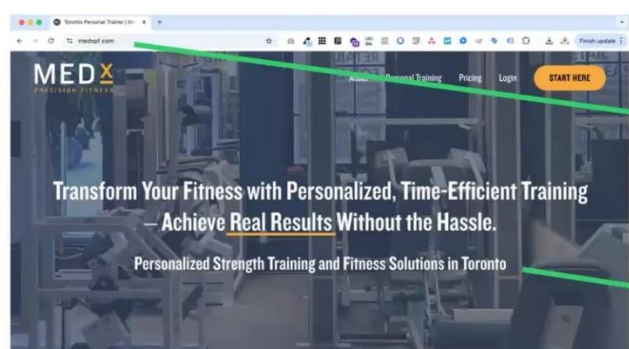 Toronto Personal Trainer | Str
medxpf.com
Finish update
MEDX
PRECISION FITNESS
About Personal Training Pricing Login START HERE
Transform Your Fitness with Personalized, Time-Efficient Training
— Achieve Real Results Without the Hassle.
Personalized Strength Training and Fitness Solutions in Toronto